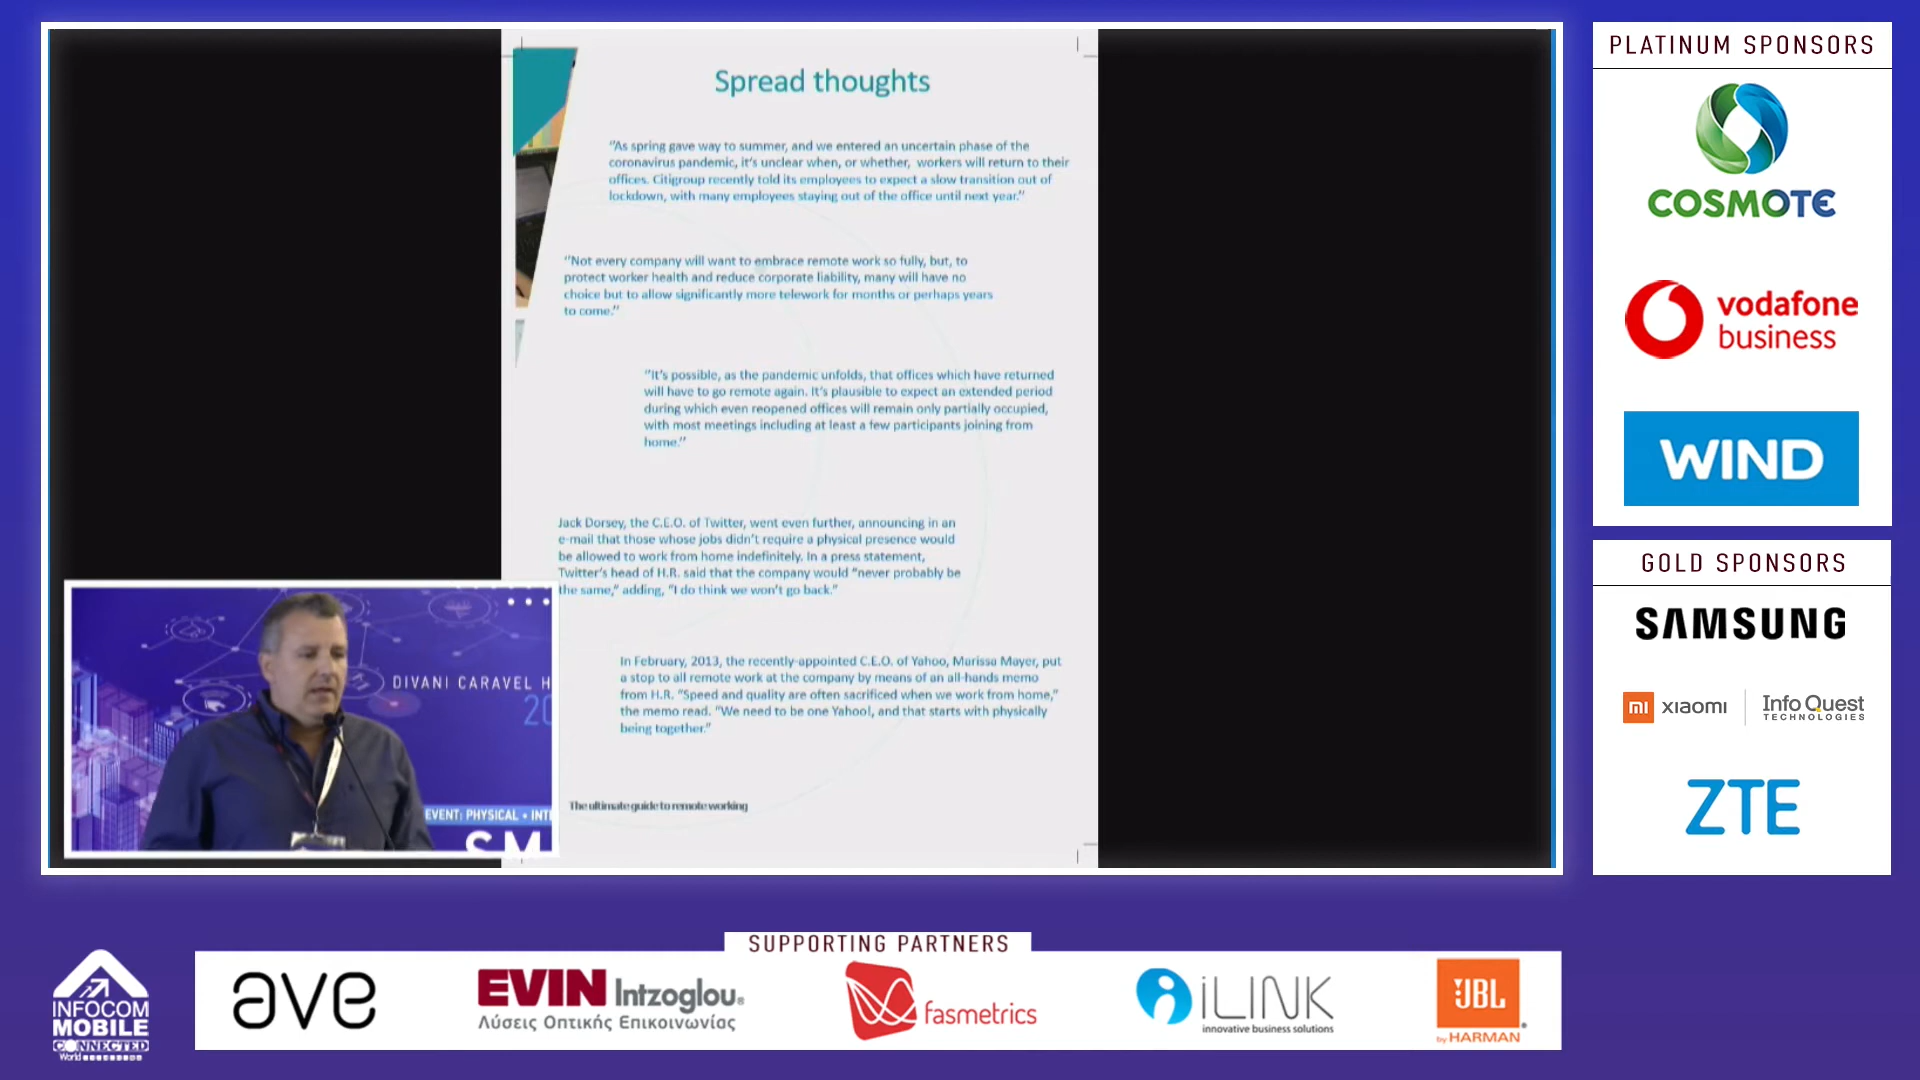 Spread thoughts
"As spring gave way to summer, and we entered an uncertain phase of the
coronavirus pandemic, it's unclear when, or whether, workers will return to their
offices. Citigroup recently told its employees to expect a slow transition out of
lockdown, with many employees staying out of the office until next year."
"Not every company will want to embrace remote work so fully, but, to
protect worker health and reduce corporate liability, many will have no
choice but to allow significantly more telework for months or perhaps years
to come."
"It's possible, as the pandemic unfolds, that offices which have returned
will have to go remote again. It's plausible to expect an extended period
during which even reopened offices will remain only partially occupied,
with most meetings including at least a few participants joining from
home."
Jack Dorsey, the C.E.O. of Twitter, went even further, announcing in an
e-mail that those whose jobs didn't require a physical presence would
be allowed to work from home indefinitely. In a press statement,
Twitter's head of H.R. said that the company would "never probably be
the same," adding, "I do think we won't go back."
In February, 2013, the recently-appointed C.E.O. of Yahoo, Marissa Mayer, put
a stop to all remote work at the company by means of an all-hands memo
from H.R. "Speed and quality are often sacrificed when we work from home,"
the memo read. "We need to be one Yahoo!, and that starts with physically
being together."
The ultimate guide to remote working
DIVANI CARAVEL H
20
EVENT: PHYSICAL • INT
SM
PLATINUM SPONSORS
COSMOTE
vodafone
business
WIND
GOLD SPONSORS
SAMSUNG
mi xiaomi
Info Quest
TECHNOLOGIES
ZTE
SUPPORTING PARTNERS
INFOCOM
MOBILE
CONNECTED
World
ave
EVIN Intzoglou
Λύσεις Οπτικής Επικοινωνίας
fasmetrics
iLINK
innovative business solutions
JBL
by HARMAN